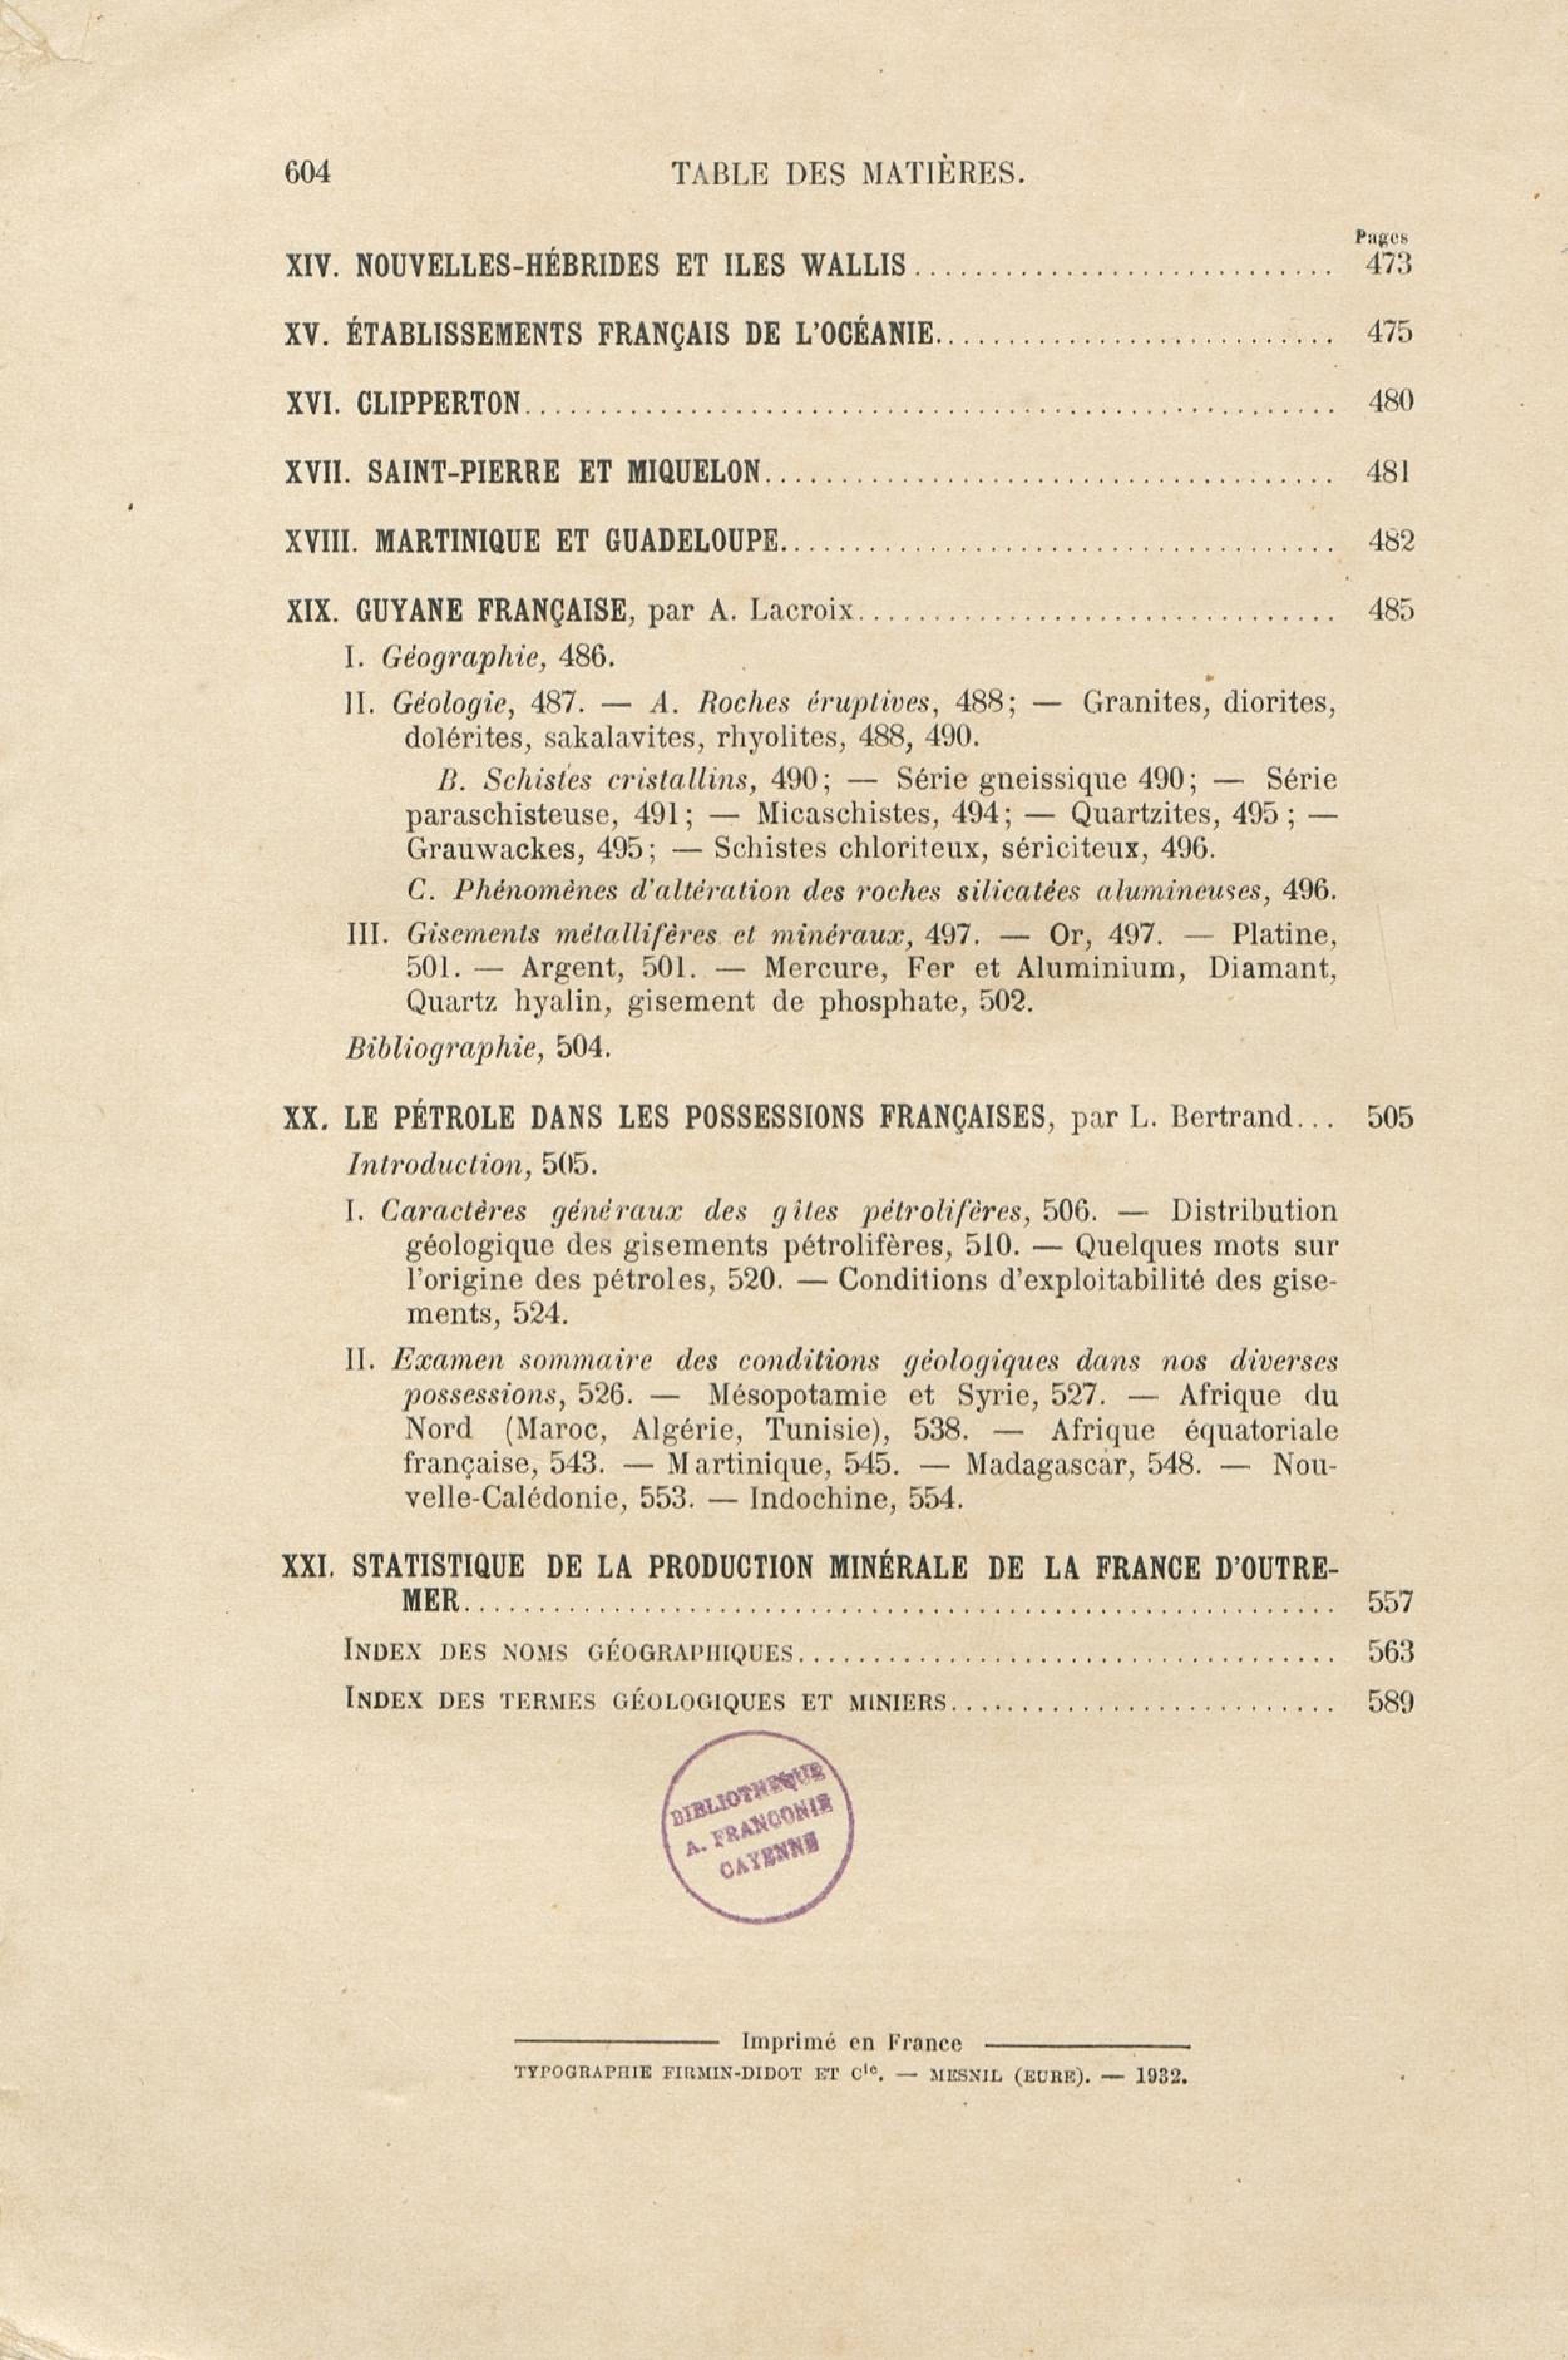 604 TABLE DES MATIÈRES.
Pages
XIV. NOUVELLES-HÉBRIDES ET ILES WALLIS............................ 473
XV. ÉTABLISSEMENTS FRANÇAIS DE L'OCÉANIE........................... 475
XVI. CLIPPERTON...................................................... 480
XVII. SAINT-PIERRE ET MIQUELON...................................... 481
XVIII. MARTINIQUE ET GUADELOUPE..................................... 482
XIX. GUYANE FRANÇAISE, par A. Lacroix................................ 485
I. Géographie, 486.
II. Géologie, 487. — A. Roches éruptives, 488; — Granites, diorites,
dolérites, sakalavites, rhyolites, 488, 490.
B. Schistes cristallins, 490; — Série gneissique 490; — Série
paraschisteuse, 491; — Micaschistes, 494; — Quartzites, 495; —
Grauwackes, 495; — Schistes chloriteux, sériciteux, 496.
C. Phénomènes d'altération des roches silicatées alumineuses, 496.
III. Gisements métallifères et minéraux, 497. — Or, 497. — Platine,
501. — Argent, 501. — Mercure, Fer et Aluminium, Diamant,
Quartz hyalin, gisement de phosphate, 502.
Bibliographie, 504.
XX. LE PÉTROLE DANS LES POSSESSIONS FRANÇAISES, par L. Bertrand... 505
Introduction, 505.
I. Caractères généraux des gîtes pétrolifères, 506. — Distribution
géologique des gisements pétrolifères, 510. — Quelques mots sur
l'origine des pétroles, 520. — Conditions d'exploitabilité des gise-
ments, 524.
II. Examen sommaire des conditions géologiques dans nos diverses
possessions, 526. — Mésopotamie et Syrie, 527. — Afrique du
Nord (Maroc, Algérie, Tunisie), 538. — Afrique équatoriale
française, 543. — Martinique, 545. — Madagascar, 548. — Nou-
velle-Calédonie, 553. — Indochine, 554.
XXI. STATISTIQUE DE LA PRODUCTION MINÉRALE DE LA FRANCE D'OUTRE-
MER........................................................... 557
INDEX DES NOMS GÉOGRAPHIQUES.................................... 563
INDEX DES TERMES GÉOLOGIQUES ET MINIERS.......................... 589
BIBLIOTHEQUE
A. FRANCONIE
CAYENNE
Imprimé en France
TYPOGRAPHIE FIRMIN-DIDOT ET Cie. — MESNIL (EURE). — 1932.